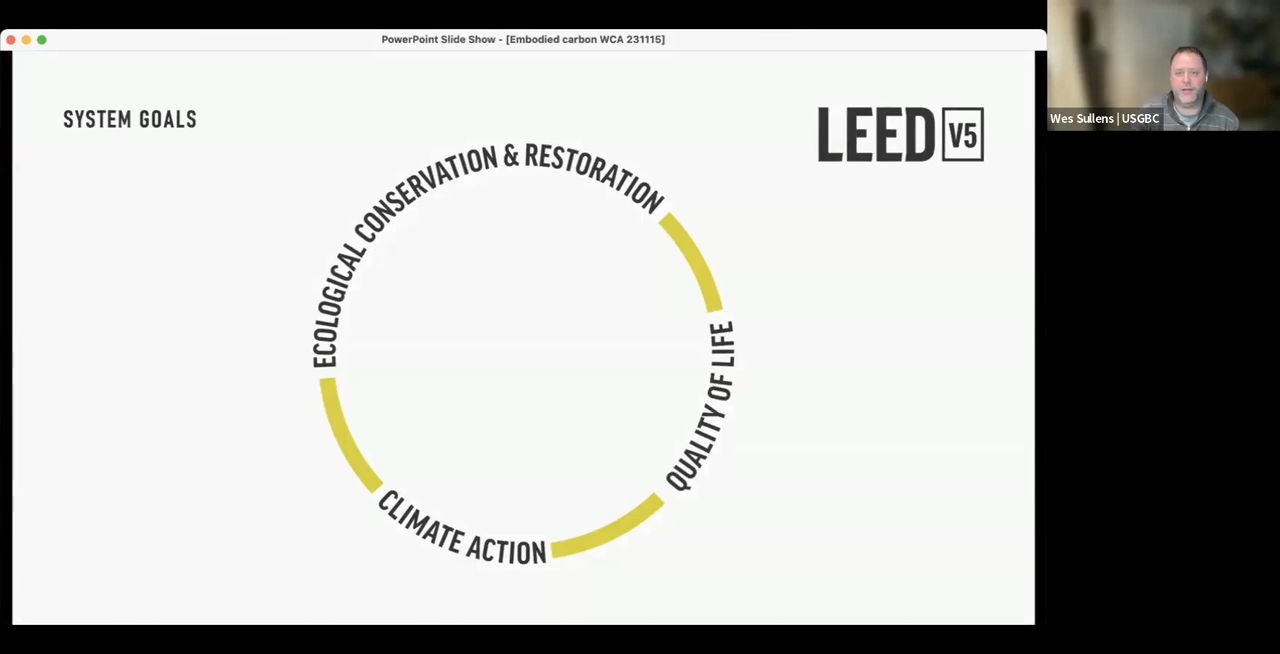 PowerPoint Slide Show - [Embodied carbon WCA 231115]
SYSTEM GOALS
LEED V5
ECOLOGICAL CONSERVATION & RESTORATION
QUALITY OF LIFE
CLIMATE ACTION
Wes Sullens | USGBC